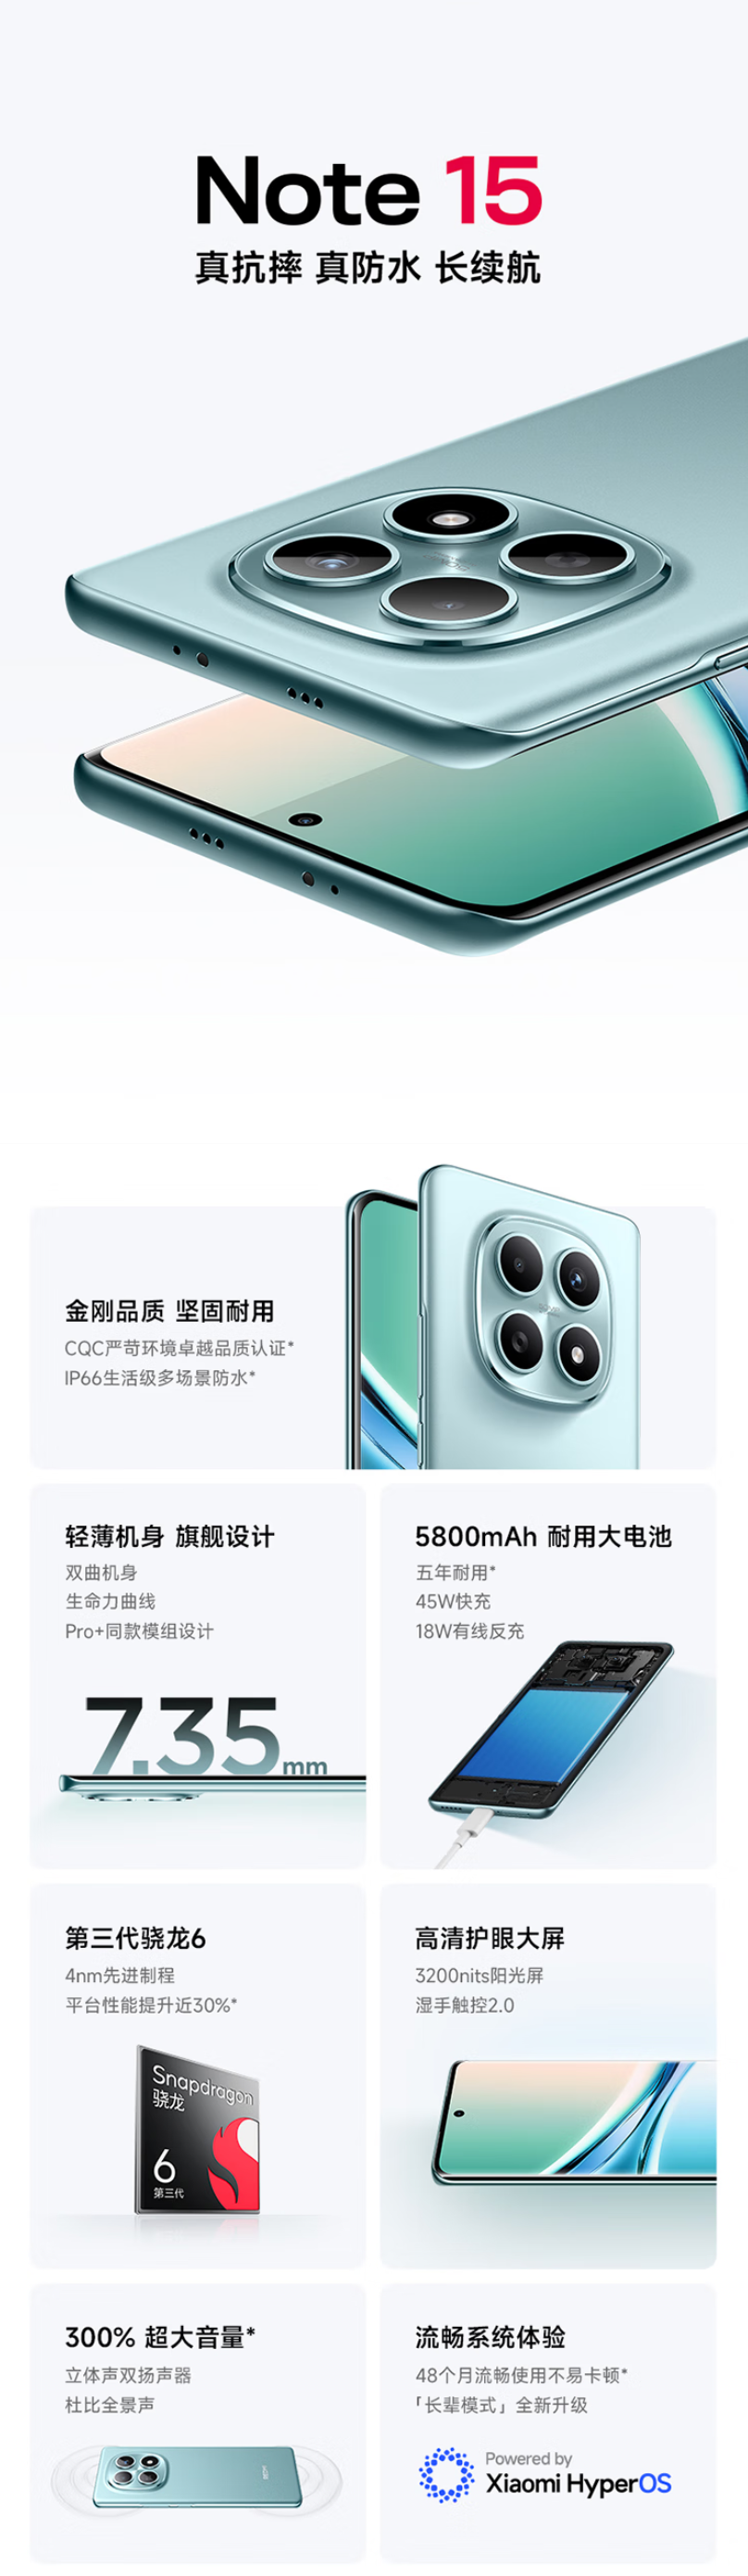 Note 15
真抗摔 真防水 长续航
金刚品质 坚固耐用
CQC严苛环境卓越品质认证*
IP66生活级多场景防水*
轻薄机身 旗舰设计
双曲机身
生命力曲线
Pro+同款模组设计
7.35mm
5800mAh 耐用大电池
五年耐用*
45W快充
18W有线反充
第三代骁龙6
4nm先进制程
平台性能提升近30%*
Snapdragon
骁龙
6
第三代
高清护眼大屏
3200nits阳光屏
湿手触控2.0
300% 超大音量*
立体声双扬声器
杜比全景声
流畅系统体验
48个月流畅使用不易卡顿*
「长辈模式」全新升级
Powered by
Xiaomi HyperOS